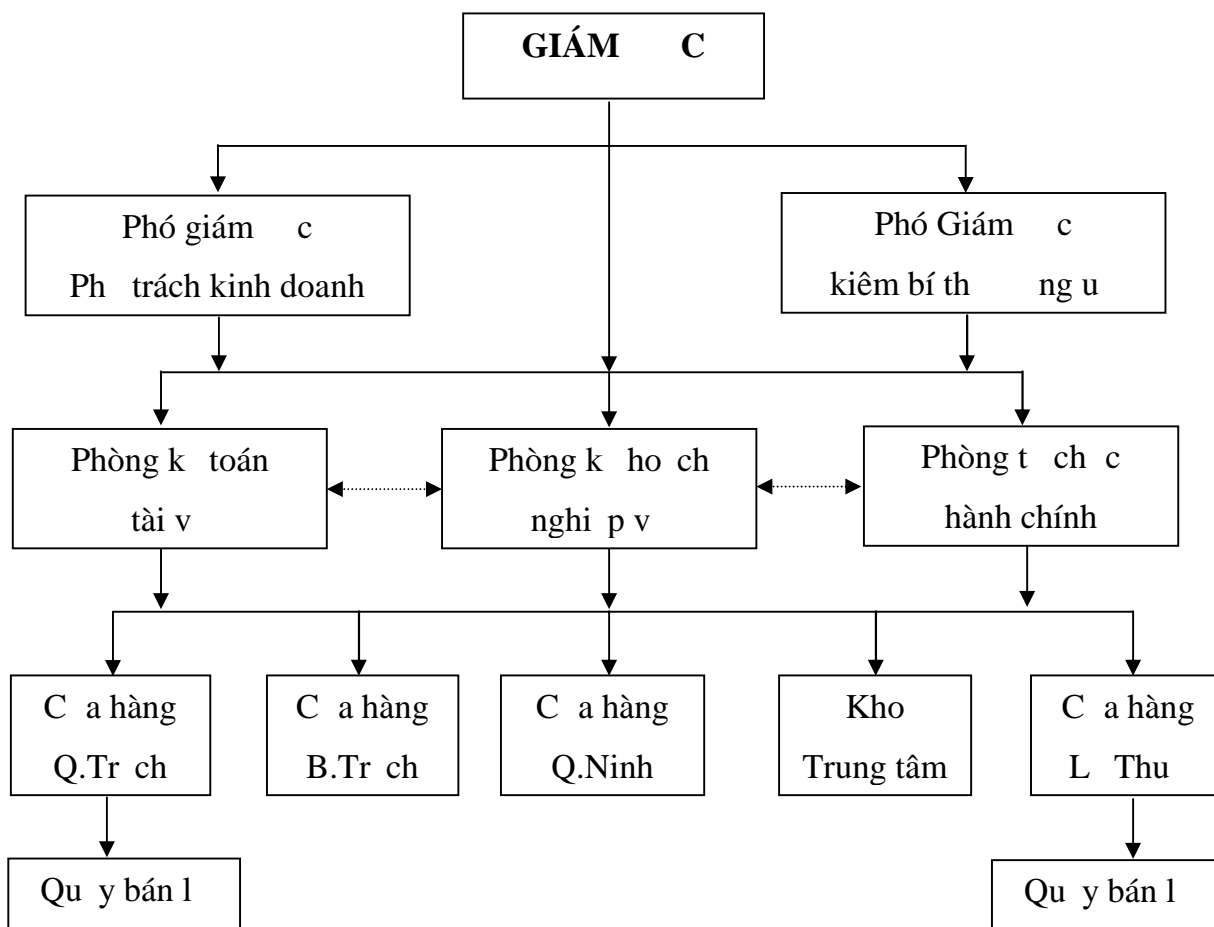 GIÁM C
Phó giám c
Ph trách kinh doanh
Phó Giám c
kiêm bí th ng u
Phòng k toán
tài v
Phòng k ho ch
nghi p v
Phòng t ch c
hành chính
C a hàng
Q.Tr ch
C a hàng
B.Tr ch
C a hàng
Q.Ninh
Kho
Trung tâm
C a hàng
L Thu
Qu y bán l
Qu y bán l